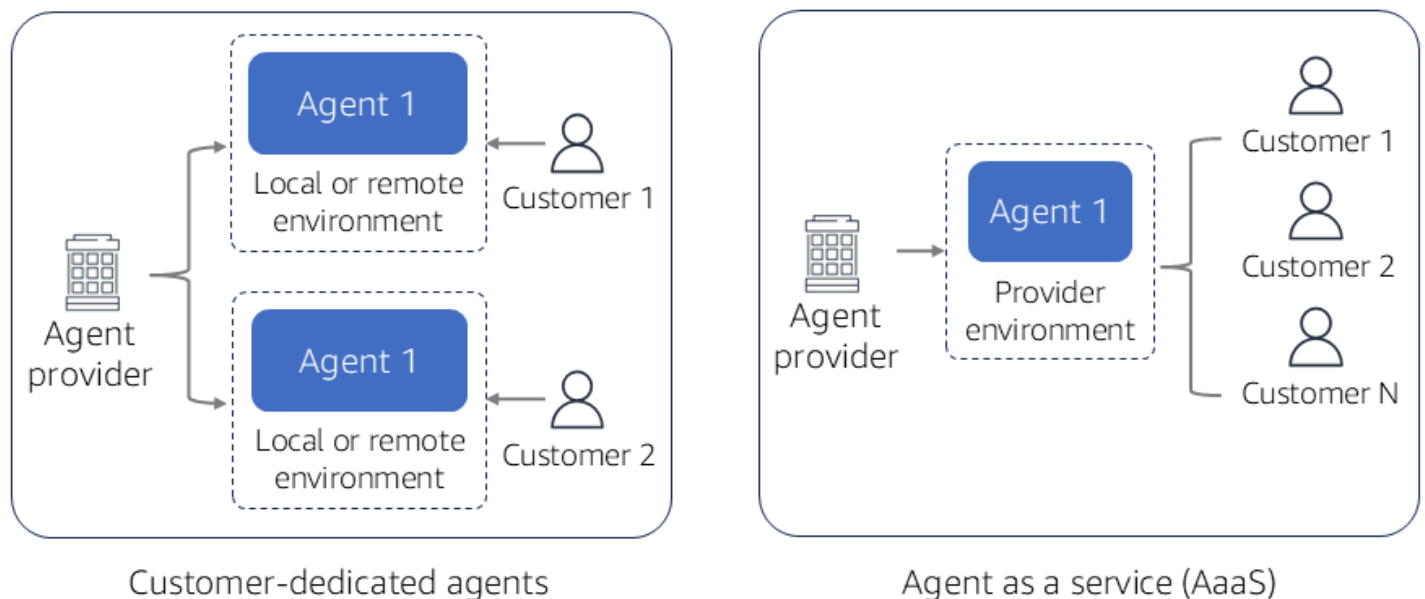 Agent 1
Local or remote
environment
Customer 1
Agent
provider
Agent 1
Local or remote
environment
Customer 2
Customer-dedicated agents
Customer 1
Agent 1
Customer 2
Provider
environment
Agent
provider
Customer N
Agent as a service (AaaS)